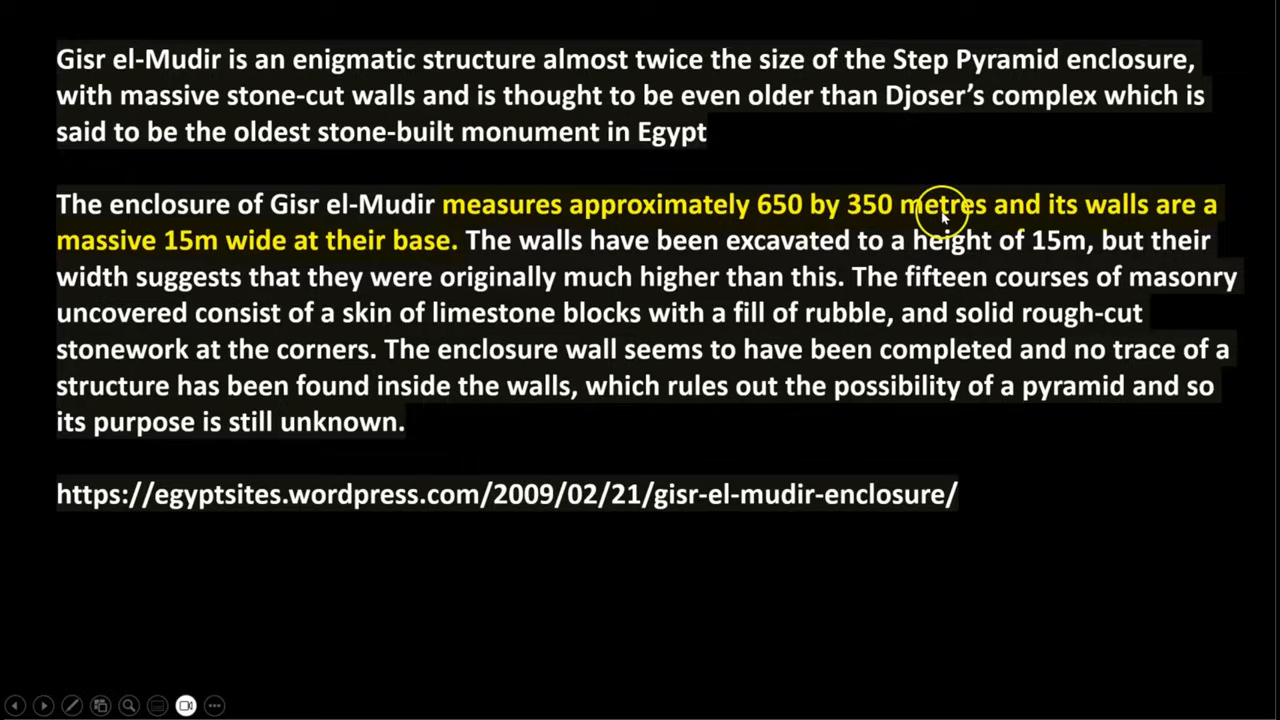 Gisr el-Mudir is an enigmatic structure almost twice the size of the Step Pyramid enclosure,
with massive stone-cut walls and is thought to be even older than Djoser’s complex which is
said to be the oldest stone-built monument in Egypt
The enclosure of Gisr el-Mudir measures approximately 650 by 350 metres and its walls are a
massive 15m wide at their base. The walls have been excavated to a height of 15m, but their
width suggests that they were originally much higher than this. The fifteen courses of masonry
uncovered consist of a skin of limestone blocks with a fill of rubble, and solid rough-cut
stonework at the corners. The enclosure wall seems to have been completed and no trace of a
structure has been found inside the walls, which rules out the possibility of a pyramid and so
its purpose is still unknown.
https://egyptsites.wordpress.com/2009/02/21/gisr-el-mudir-enclosure/